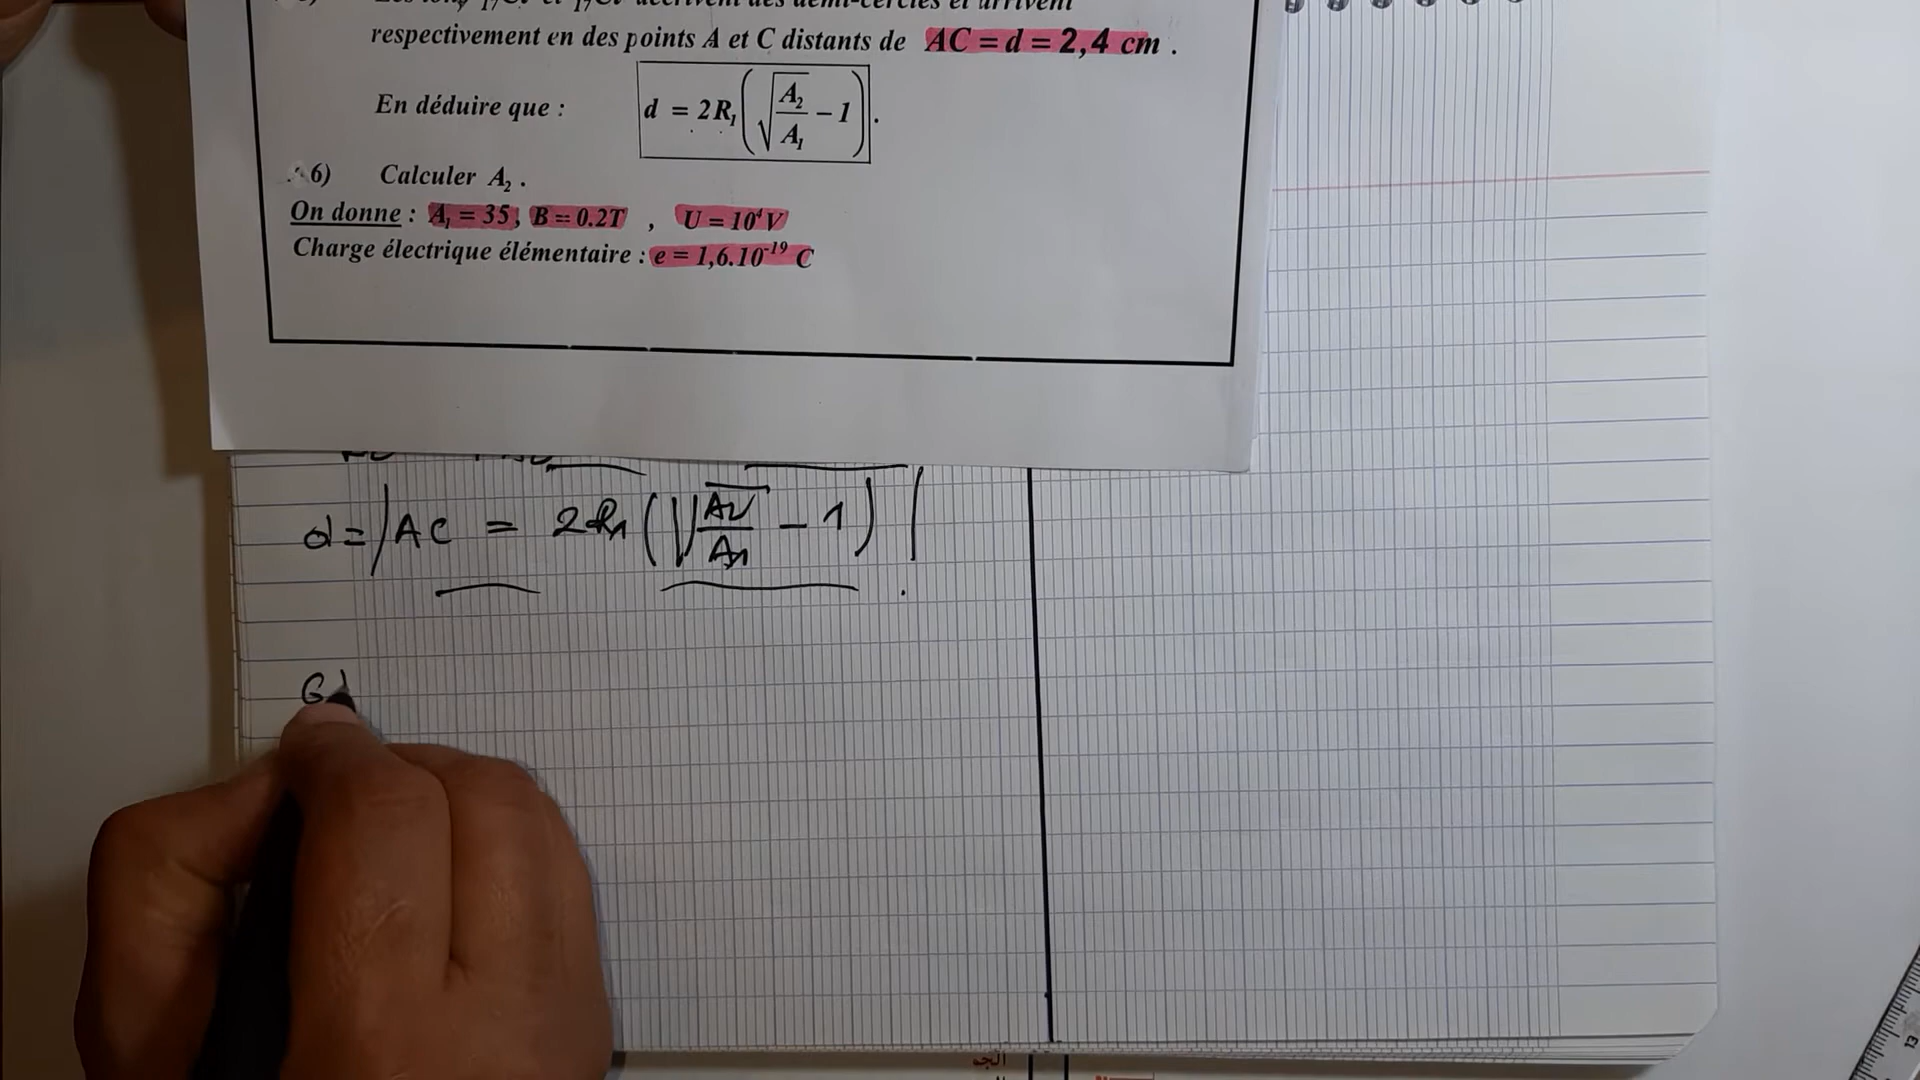 respectivement en des points A et C distants de AC = d = 2,4 cm .
En déduire que : d = 2R₁(√(A₂/A₁) − 1).
6) Calculer A₂ .
On donne : A₁ = 35, B = 0.2T , U = 10⁴V
Charge électrique élémentaire : e = 1,6.10⁻¹⁹ C
d = AC = 2R₁(√(A₂/A₁) − 1)
6)
الجـ
13